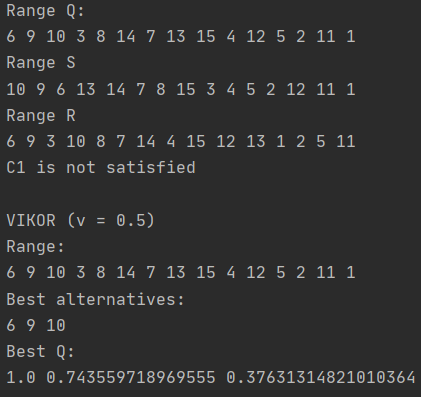 Range Q:
6 9 10 3 8 14 7 13 15 4 12 5 2 11 1
Range S
10 9 6 13 14 7 8 15 3 4 5 2 12 11 1
Range R
6 9 3 10 8 7 14 4 15 12 13 1 2 5 11
C1 is not satisfied
VIKOR (v = 0.5)
Range:
6 9 10 3 8 14 7 13 15 4 12 5 2 11 1
Best alternatives:
6 9 10
Best Q:
1.0 0.743559718969555 0.37631314821010364